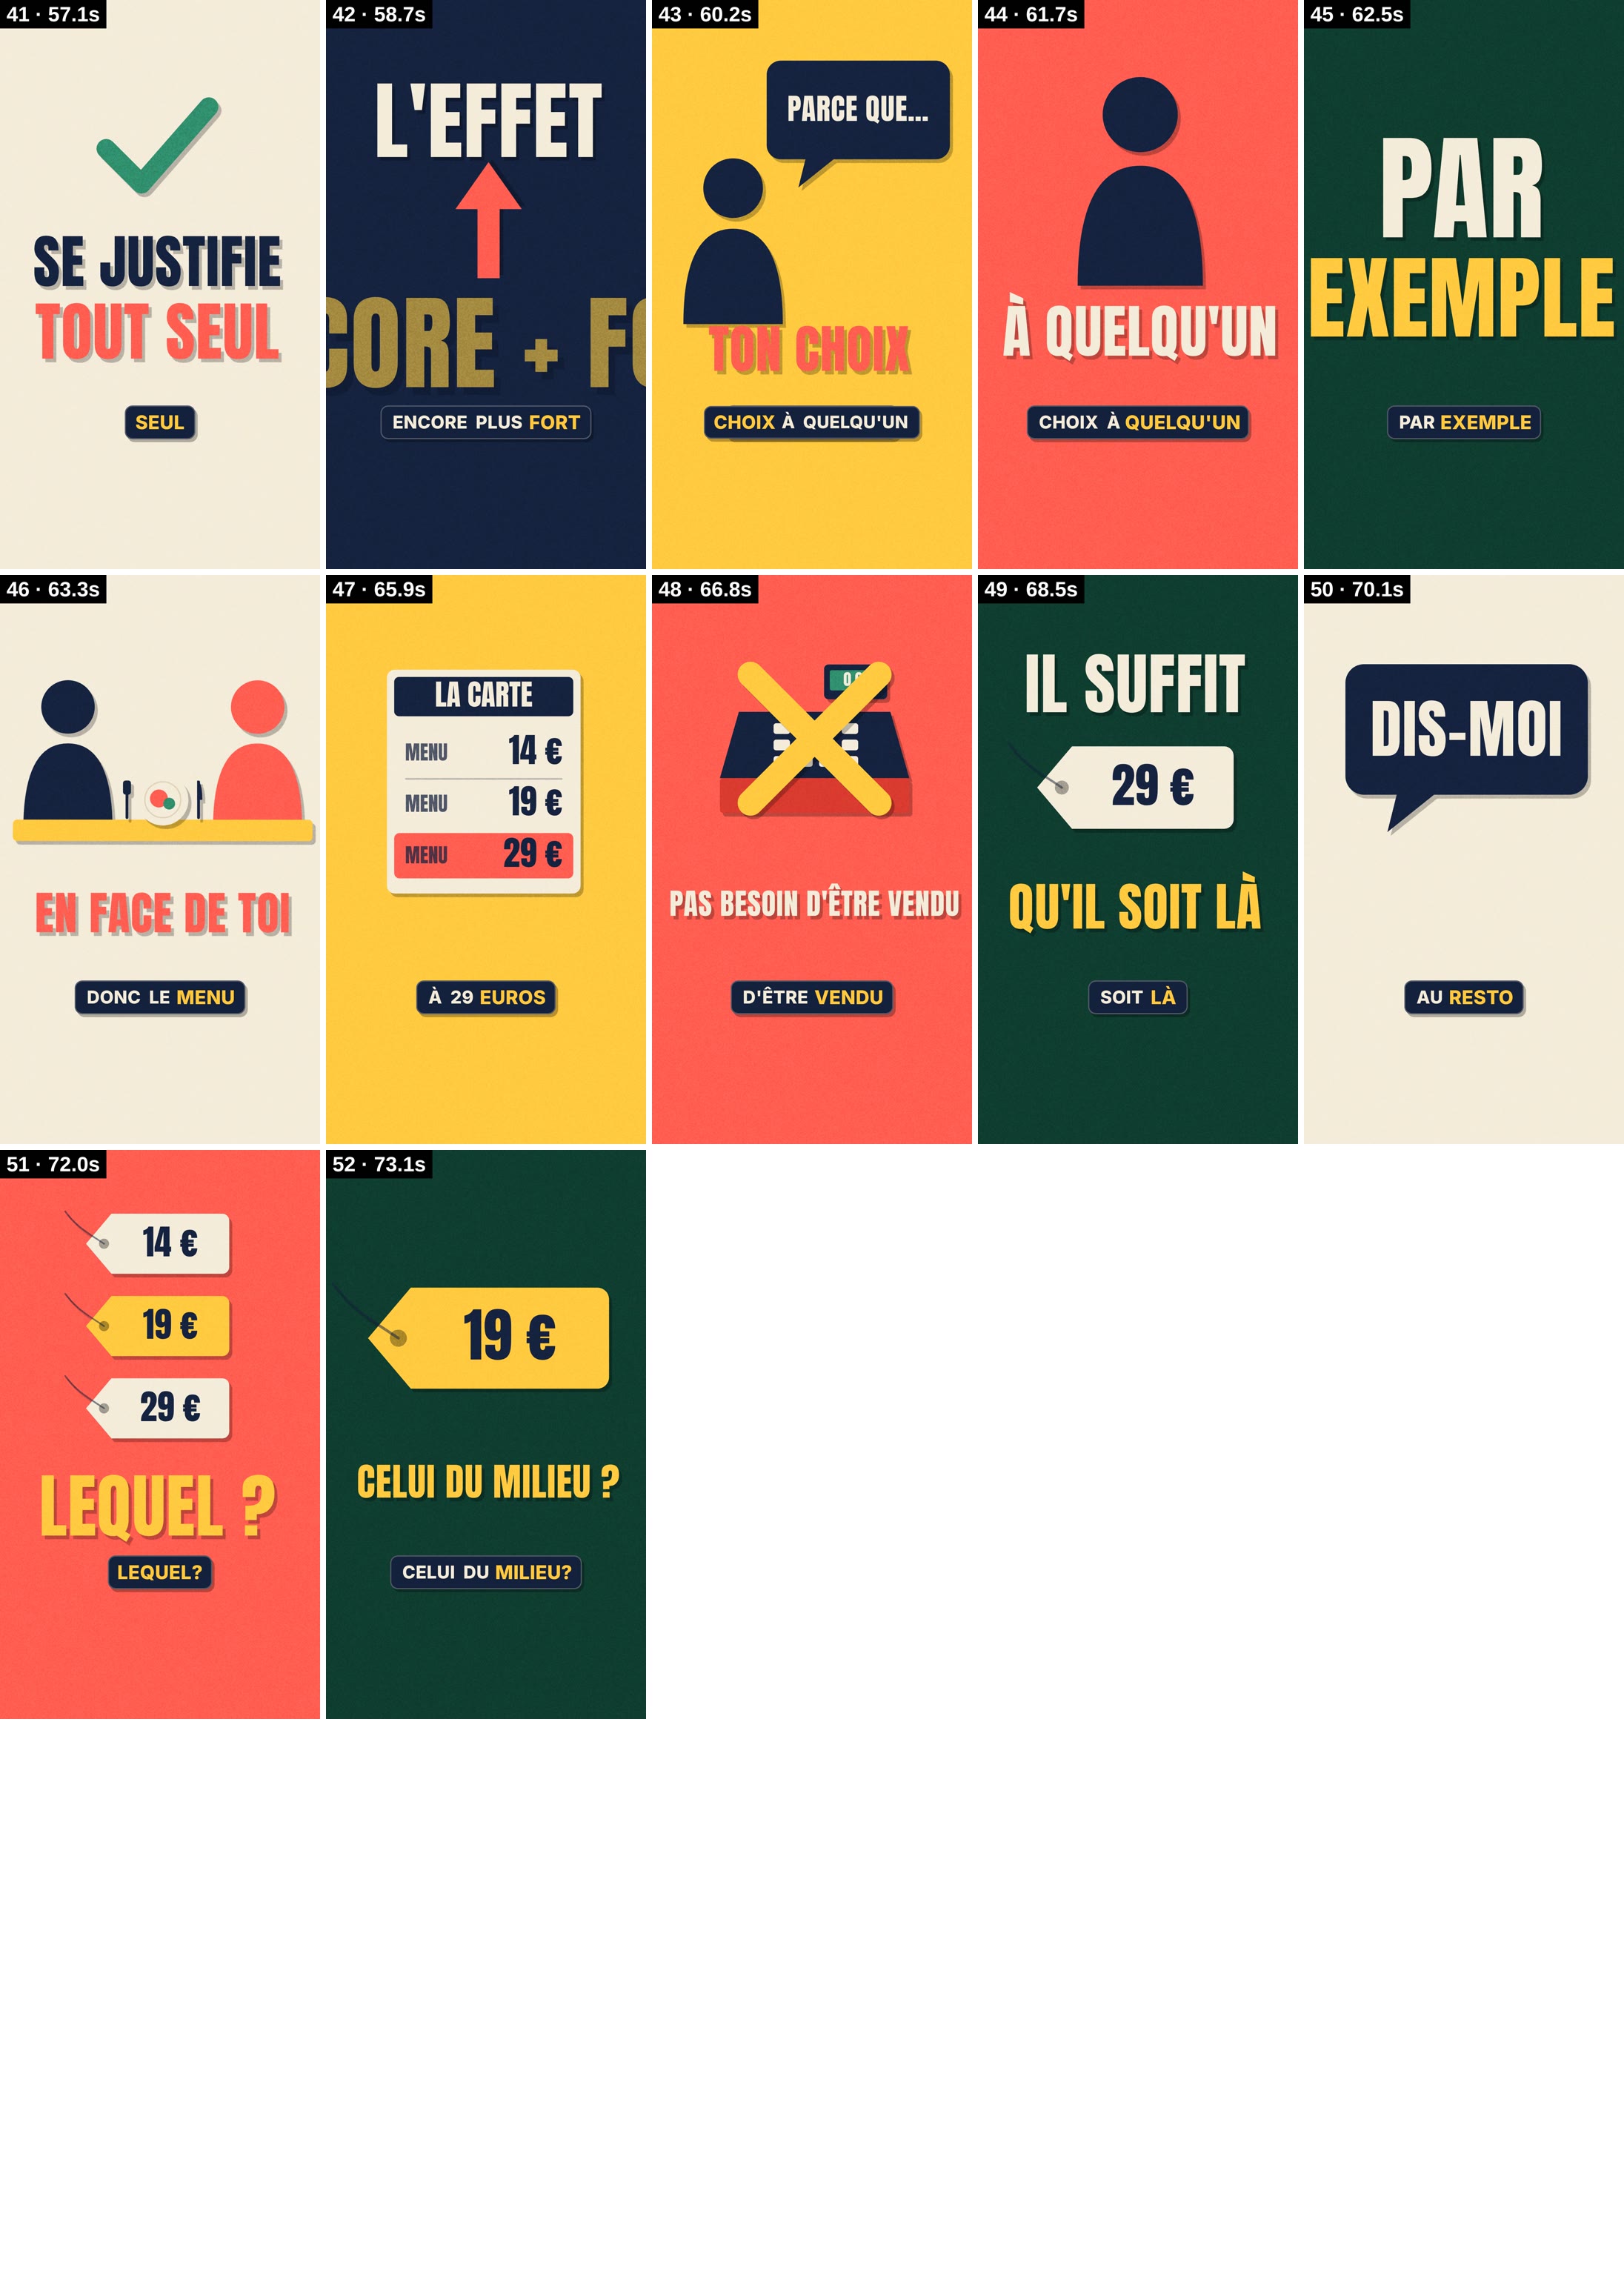 41 · 57.1s
SE JUSTIFIE
TOUT SEUL
SEUL
42 · 58.7s
L'EFFET
CORE + FO
ENCORE PLUS FORT
43 · 60.2s
PARCE QUE...
TON CHOIX
CHOIX À QUELQU'UN
44 · 61.7s
À QUELQU'UN
CHOIX À QUELQU'UN
45 · 62.5s
PAR
EXEMPLE
PAR EXEMPLE
46 · 63.3s
EN FACE DE TOI
DONC LE MENU
47 · 65.9s
LA CARTE
MENU 14 €
MENU 19 €
MENU 29 €
À 29 EUROS
48 · 66.8s
PAS BESOIN D'ÊTRE VENDU
D'ÊTRE VENDU
49 · 68.5s
IL SUFFIT
29 €
QU'IL SOIT LÀ
SOIT LÀ
50 · 70.1s
DIS-MOI
AU RESTO
51 · 72.0s
14 €
19 €
29 €
LEQUEL ?
LEQUEL?
52 · 73.1s
19 €
CELUI DU MILIEU ?
CELUI DU MILIEU?